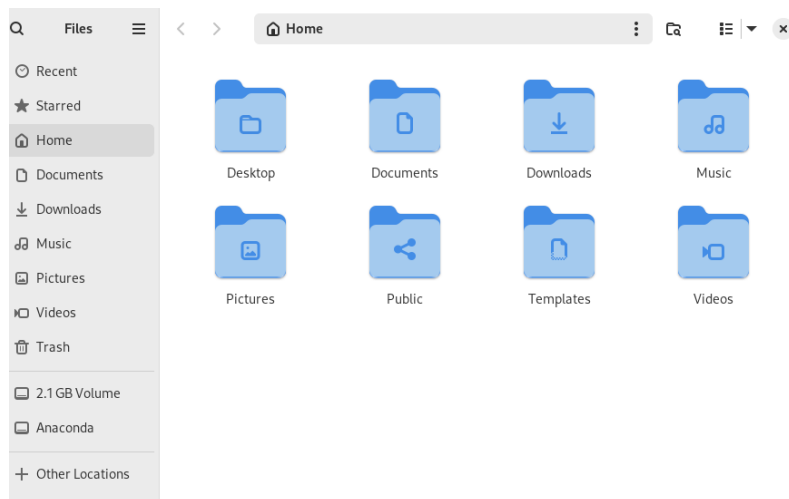 Files
Home
Recent
Starred
Home
Documents
Downloads
Music
Pictures
Videos
Trash
2.1 GB Volume
Anaconda
Other Locations
Desktop
Documents
Downloads
Music
Pictures
Public
Templates
Videos